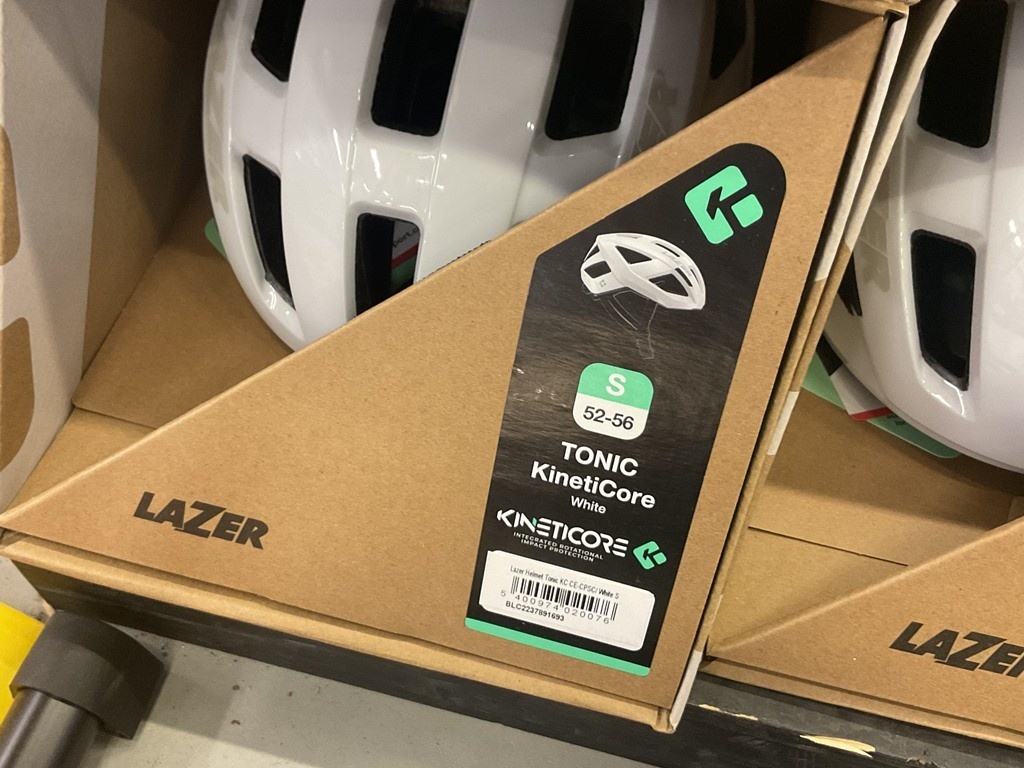 S
52-56
TONIC
KinetiCore
White
KINETICORE
INTEGRATED ROTATIONAL
IMPACT PROTECTION
Lazer Helmet Tonic KC CE-CPSC/ White S
5 400974 020076
BLC2237891693
LAZER
LAZER